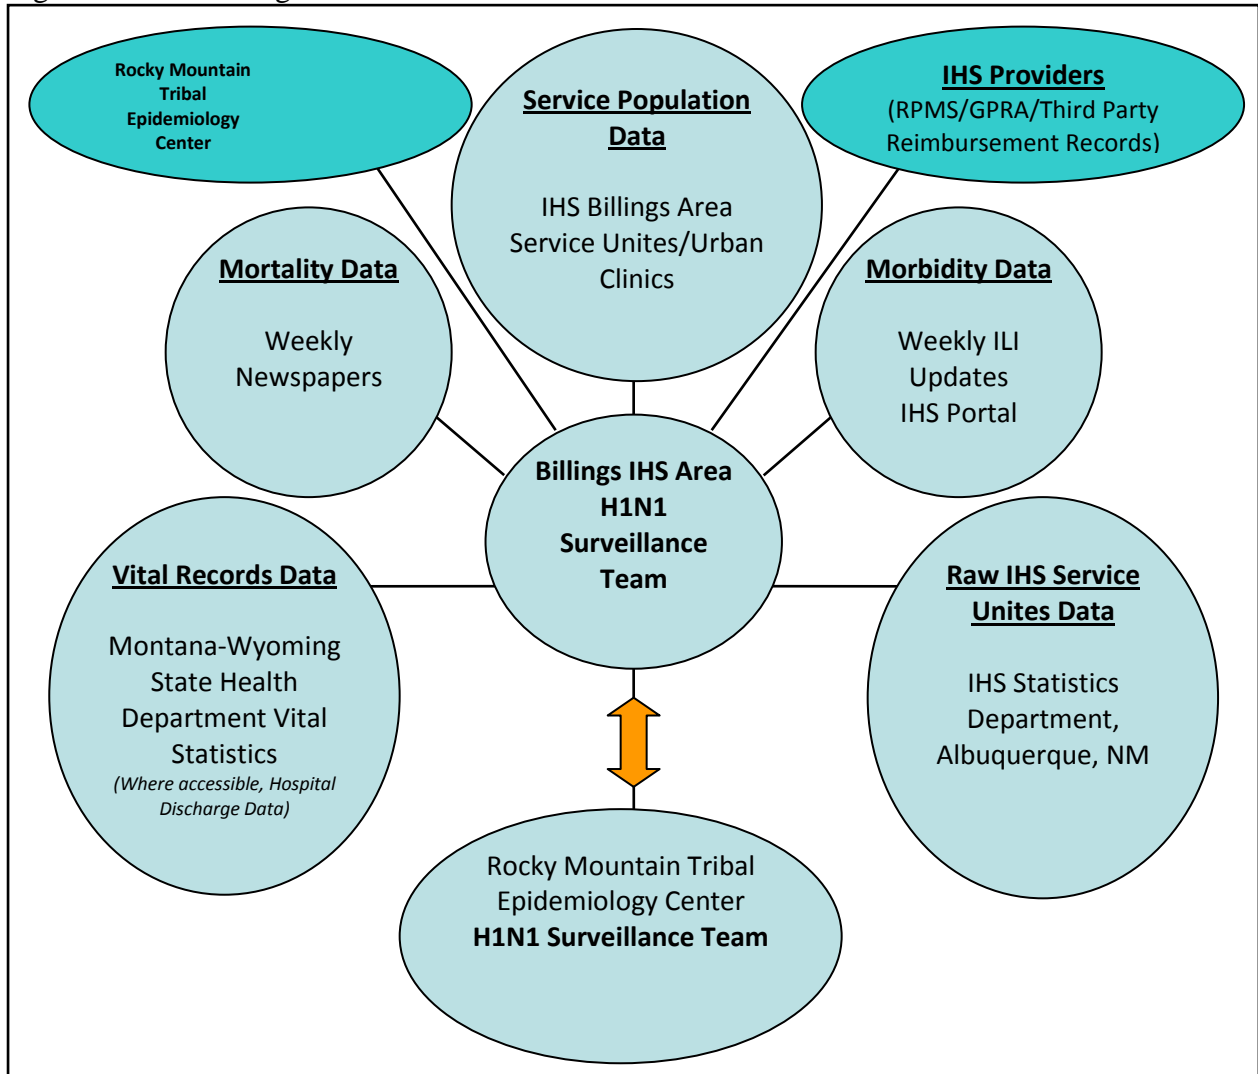 Rocky Mountain
Tribal
Epidemiology
Center
Service Population
Data
IHS Billings Area
Service Unites/Urban
Clinics
IHS Providers
(RPMS/GPRA/Third Party
Reimbursement Records)
Mortality Data
Weekly
Newspapers
Morbidity Data
Weekly ILI
Updates
IHS Portal
Billings IHS Area
H1N1
Surveillance
Team
Vital Records Data
Montana-Wyoming
State Health
Department Vital
Statistics
(Where accessible, Hospital
Discharge Data)
Raw IHS Service
Unites Data
IHS Statistics
Department,
Albuquerque, NM
Rocky Mountain Tribal
Epidemiology Center
H1N1 Surveillance Team